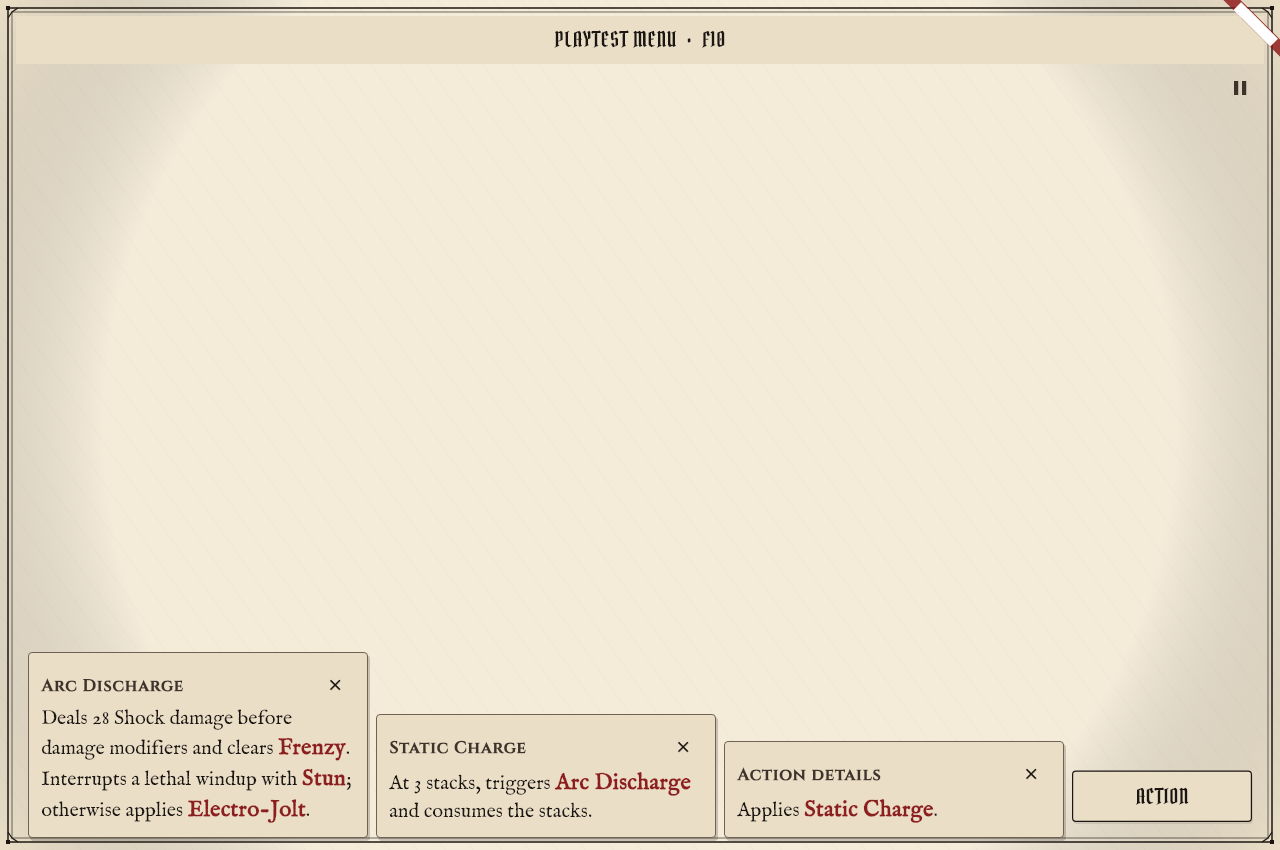 PLAYTEST MENU · F10
Arc Discharge ×
Deals 28 Shock damage before
damage modifiers and clears Frenzy.
Interrupts a lethal windup with Stun;
otherwise applies Electro-Jolt.
Static Charge ×
At 3 stacks, triggers Arc Discharge
and consumes the stacks.
Action details ×
Applies Static Charge.
ACTION